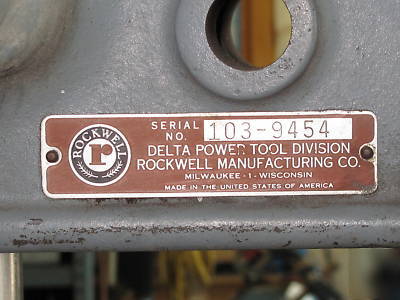 ROCKWELL
r
SERIAL NO. 103-9454
DELTA POWER TOOL DIVISION
ROCKWELL MANUFACTURING CO.
MILWAUKEE - 1 - WISCONSIN
MADE IN THE UNITED STATES OF AMERICA